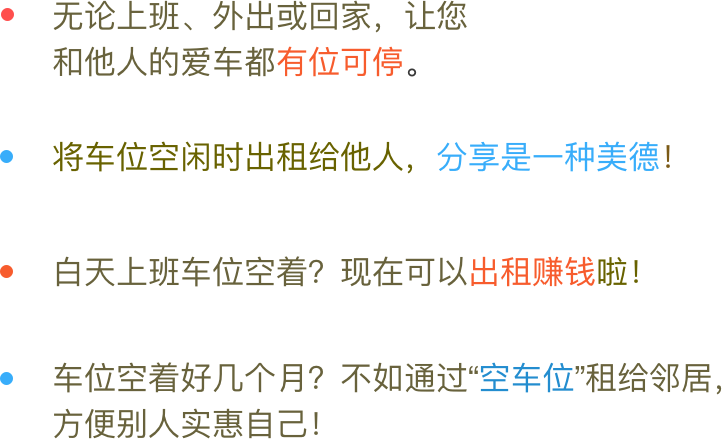 无论上班、外出或回家，让您
和他人的爱车都有位可停。
将车位空闲时出租给他人，分享是一种美德！
白天上班车位空着？现在可以出租赚钱啦！
车位空着好几个月？不如通过“空车位”租给邻居，
方便别人实惠自己！